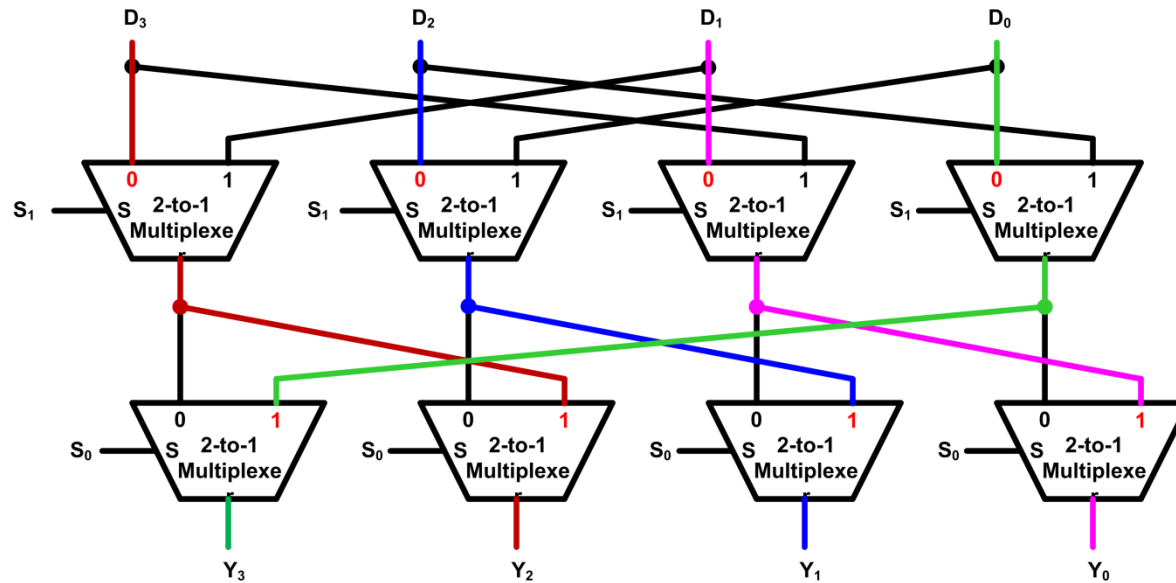 D₃ D₂ D₁ D₀
0 1 0 1 0 1 0 1
S₁ S 2-to-1 S₁ S 2-to-1 S₁ S 2-to-1 S₁ S 2-to-1
Multiplexe Multiplexe Multiplexe Multiplexe
r r r r
0 1 0 1 0 1 0 1
S₀ S 2-to-1 S₀ S 2-to-1 S₀ S 2-to-1 S₀ S 2-to-1
Multiplexe Multiplexe Multiplexe Multiplexe
r r r r
Y₃ Y₂ Y₁ Y₀